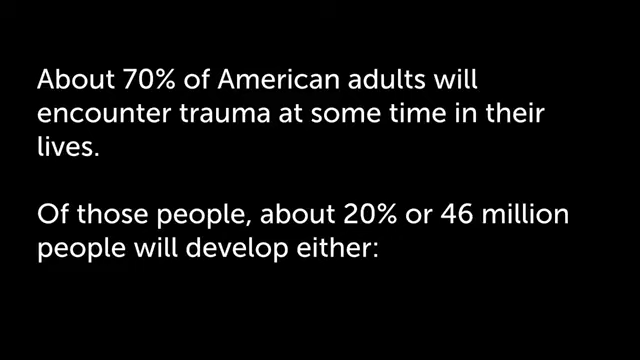 About 70% of American adults will
encounter trauma at some time in their
lives.
Of those people, about 20% or 46 million
people will develop either: